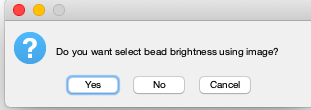 Do you want select bead brightness using image?
Yes No Cancel